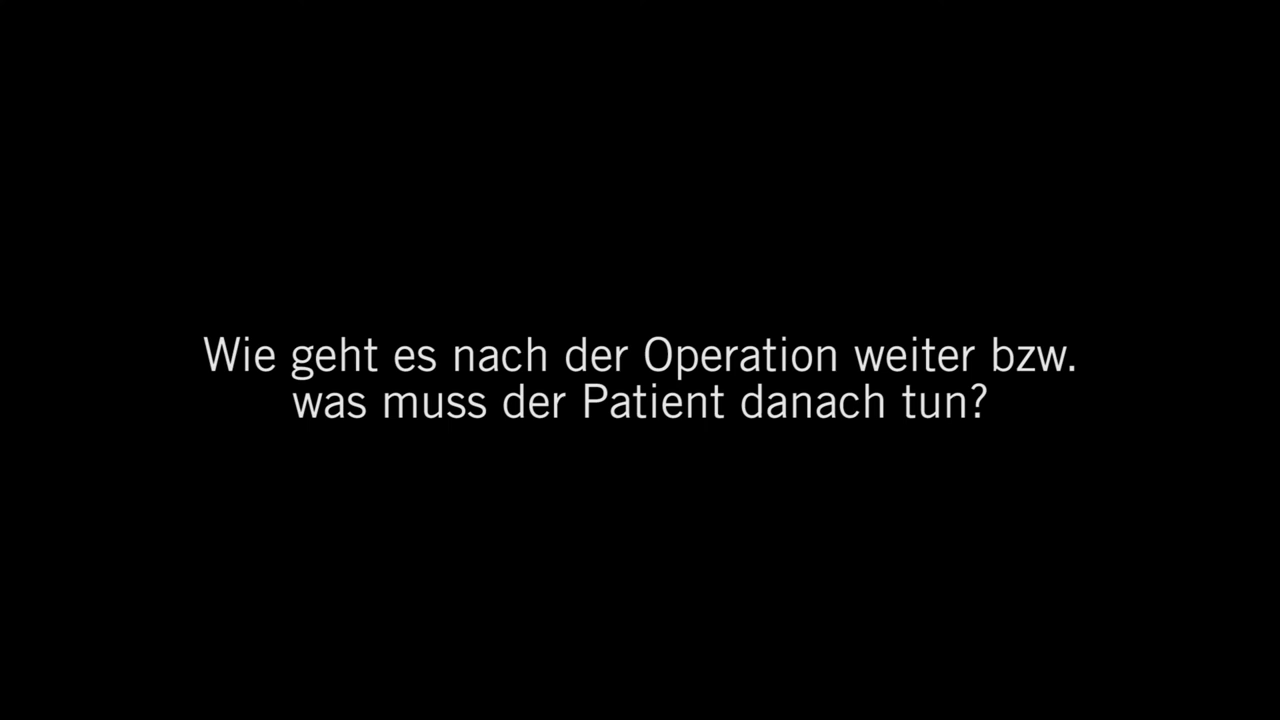 Wie geht es nach der Operation weiter bzw.
was muss der Patient danach tun?